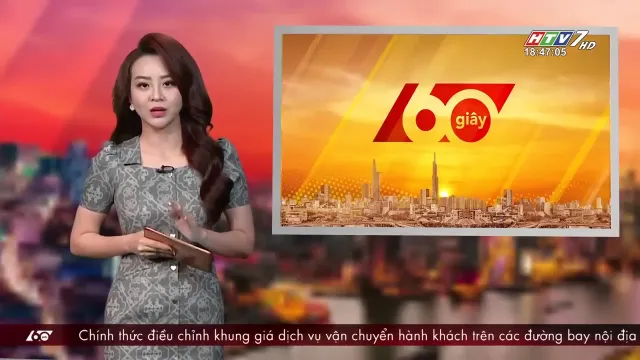 HTV7 HD
18:47:05
60 giây
60 Chính thức điều chỉnh khung giá dịch vụ vận chuyển hành khách trên các đường bay nội địa